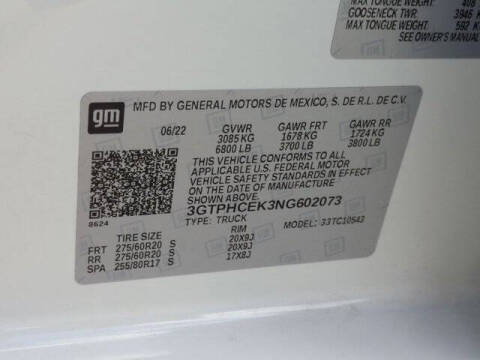 MAX TONGUE WEIGHT: 408
GOOSENECK TWR: 3946 K
MAX TONGUE WEIGHT: 592 K
SEE OWNER'S MANUAL
gm
MFD BY GENERAL MOTORS DE MEXICO, S. DE R.L. DE C.V.
06/22 GVWR GAWR FRT GAWR RR
3085 KG 1678 KG 1724 KG
6800 LB 3700 LB 3800 LB
THIS VEHICLE CONFORMS TO ALL
APPLICABLE U.S. FEDERAL MOTOR
VEHICLE SAFETY STANDARDS IN EFFECT
ON THE DATE OF MANUFACTURE
SHOWN ABOVE.
3GTPHCEK3NG602073
8624
TYPE: TRUCK 33TC10543
TIRE SIZE RIM
FRT 275/60R20 S 20X9J
RR 275/60R20 S 20X9J
SPA 255/80R17 S 17X8J